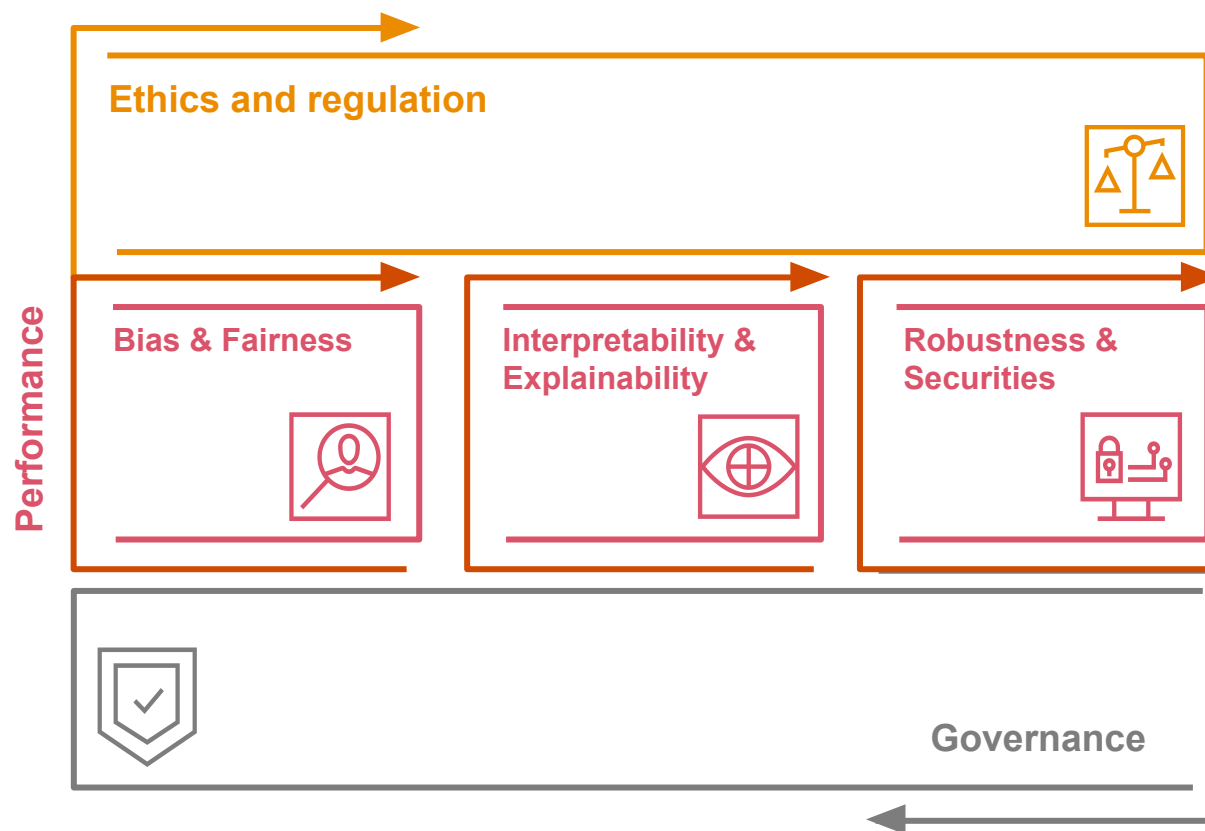 Ethics and regulation
Performance
Bias & Fairness
Interpretability &
Explainability
Robustness &
Securities
Governance